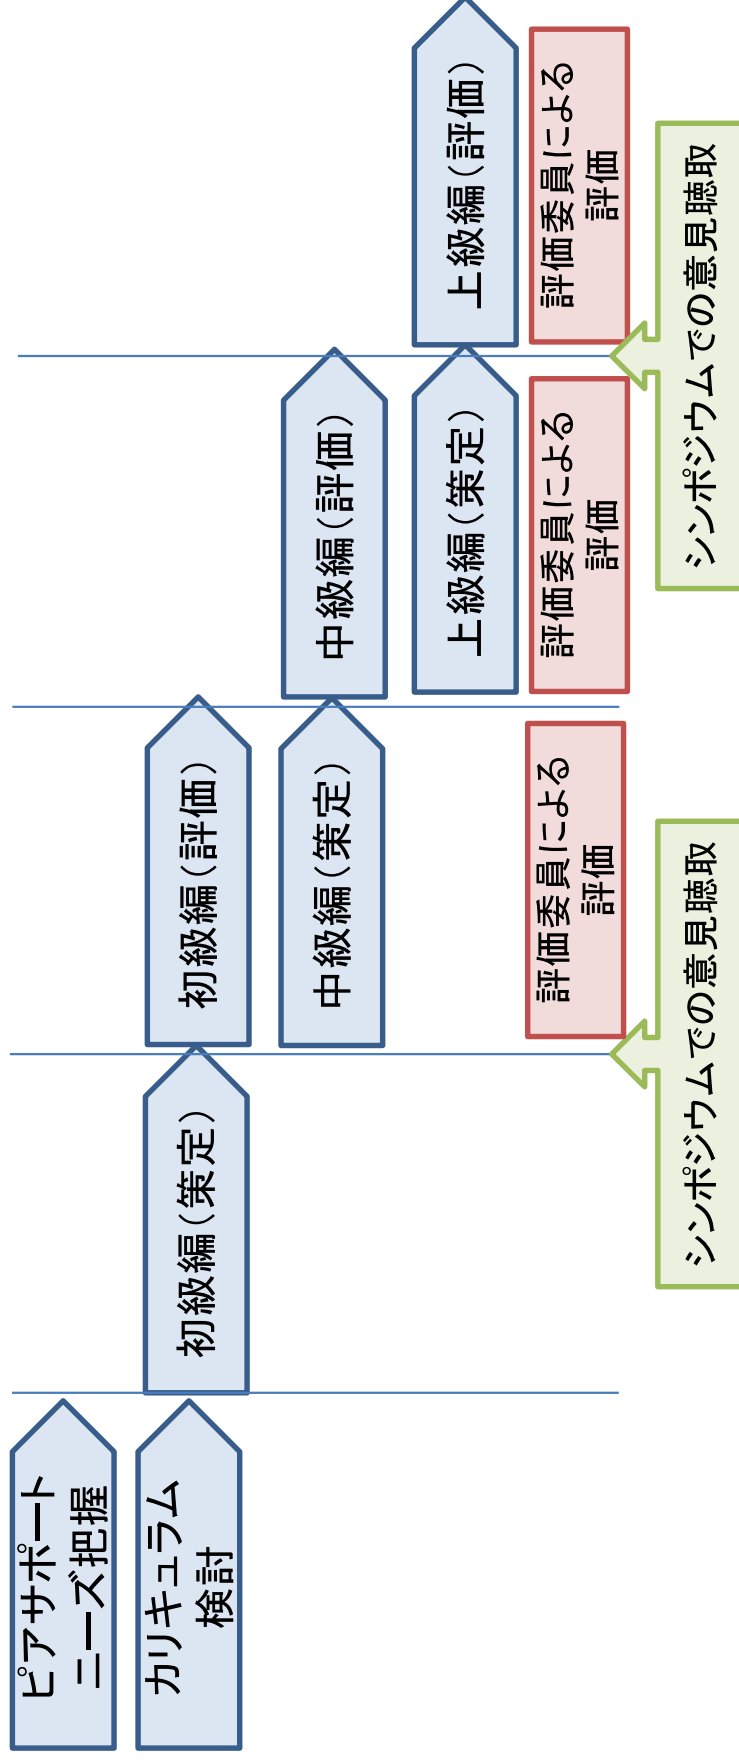 ピアサポート
ニーズ把握
カリキュラム
検討
初級編（策定）
初級編（評価）
中級編（策定）
中級編（評価）
上級編（策定）
上級編（評価）
評価委員による
評価
評価委員による
評価
評価委員による
評価
シンポジウムでの意見聴取
シンポジウムでの意見聴取